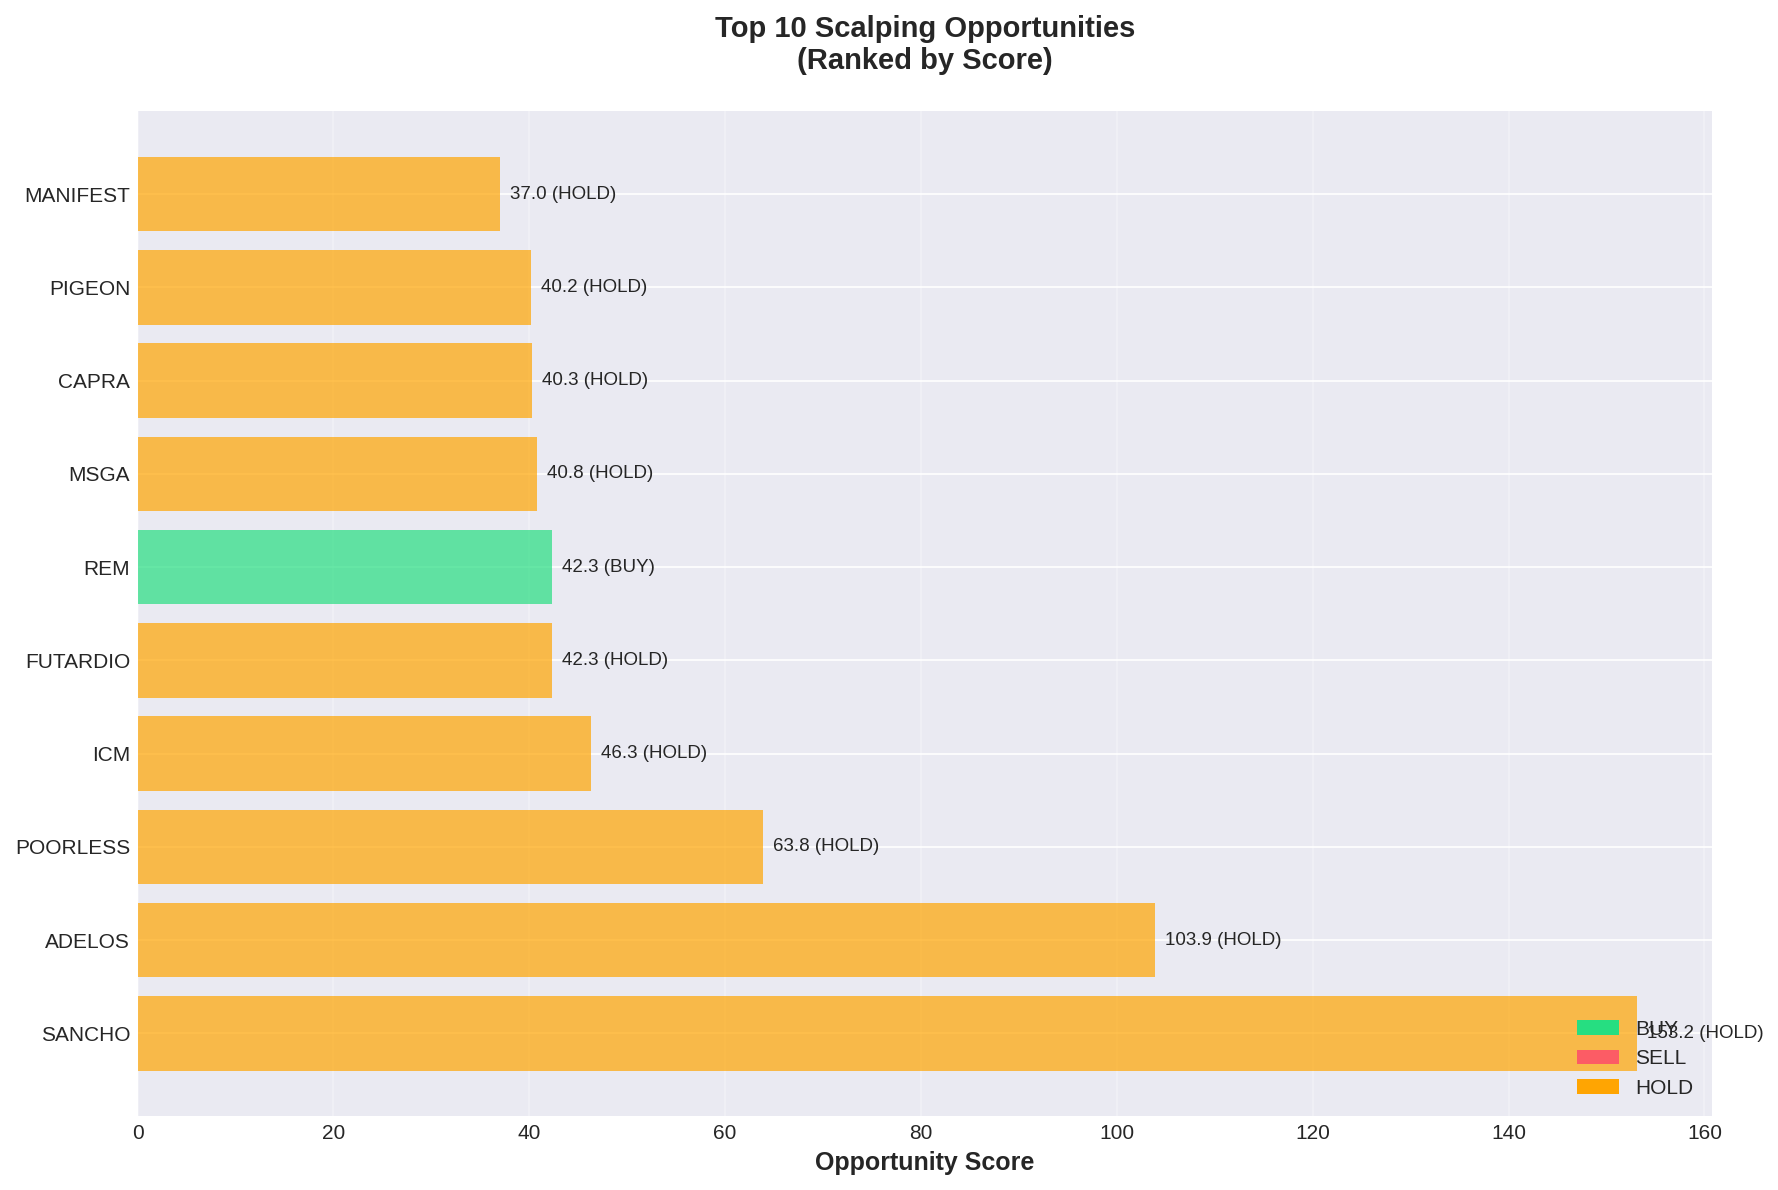 Top 10 Scalping Opportunities
(Ranked by Score)
MANIFEST
37.0 (HOLD)
PIGEON
40.2 (HOLD)
CAPRA
40.3 (HOLD)
MSGA
40.8 (HOLD)
REM
42.3 (BUY)
FUTARDIO
42.3 (HOLD)
ICM
46.3 (HOLD)
POORLESS
63.8 (HOLD)
ADELOS
103.9 (HOLD)
SANCHO
153.2 (HOLD)
BUY
SELL
HOLD
0 20 40 60 80 100 120 140 160
Opportunity Score